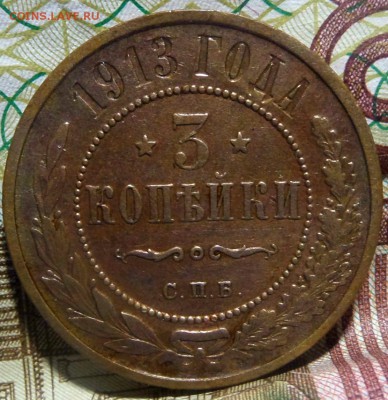 COINS.LAVE.RU
1913 ГОДА
3
КОПѢЙКИ
С.П.Б.